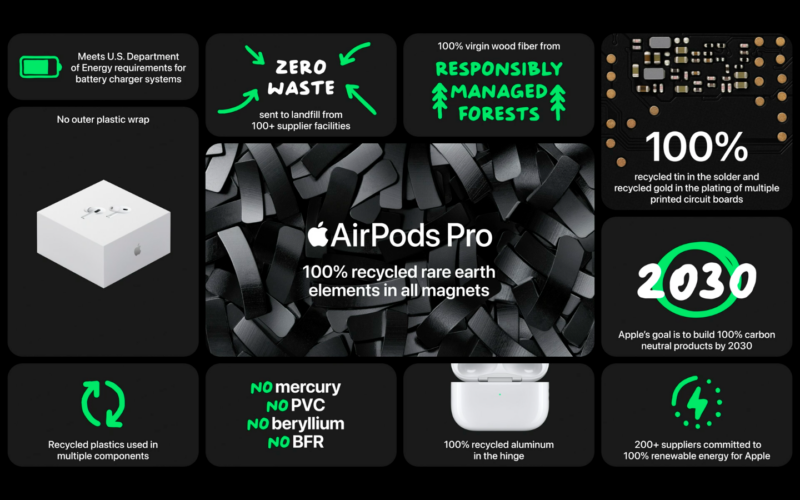 Meets U.S. Department
of Energy requirements for
battery charger systems
ZERO
WASTE
sent to landfill from
100+ supplier facilities
100% virgin wood fiber from
RESPONSIBLY
MANAGED
FORESTS
100%
recycled tin in the solder and
recycled gold in the plating of multiple
printed circuit boards
No outer plastic wrap
AirPods Pro
100% recycled rare earth
elements in all magnets
2030
Apple's goal is to build 100% carbon
neutral products by 2030
Recycled plastics used in
multiple components
NO mercury
NO PVC
NO beryllium
NO BFR
100% recycled aluminum
in the hinge
200+ suppliers committed to
100% renewable energy for Apple